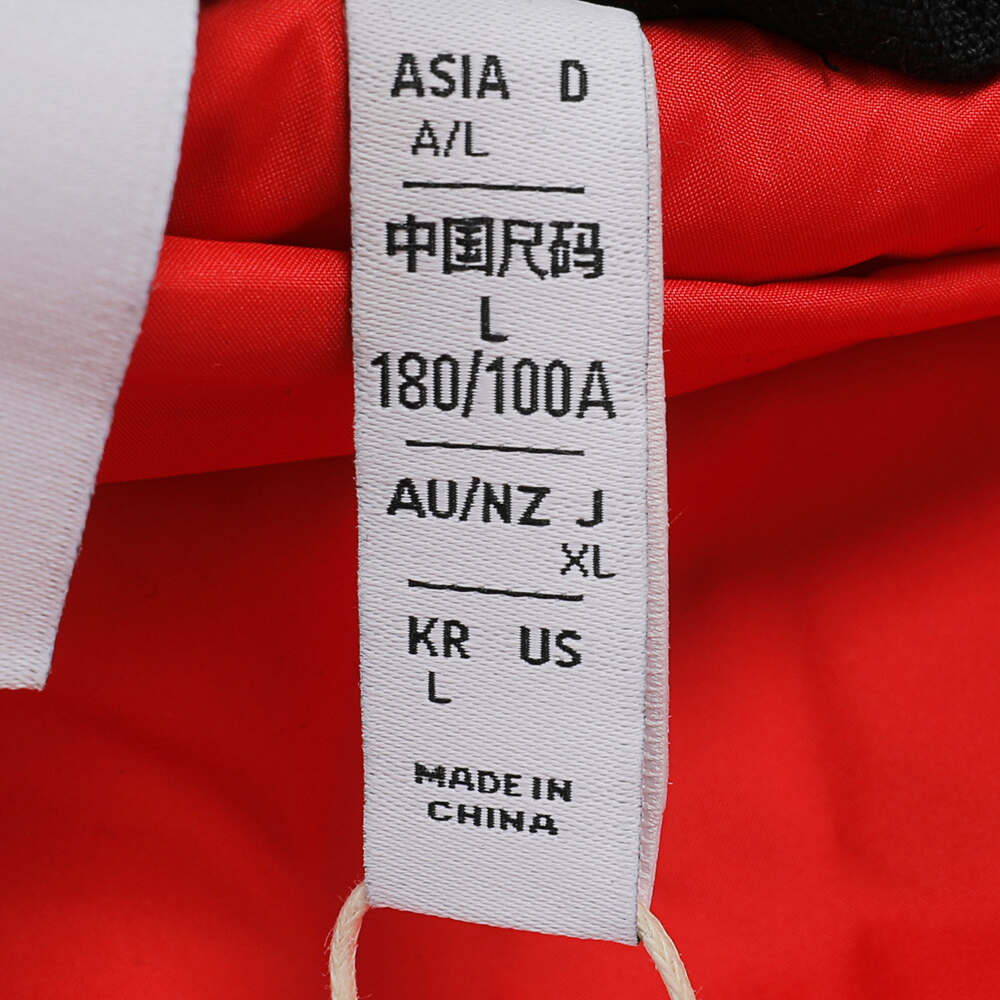 ASIA D
A/L
中国尺码
L
180/100A
AU/NZ J
XL
KR US
L
MADE IN
CHINA